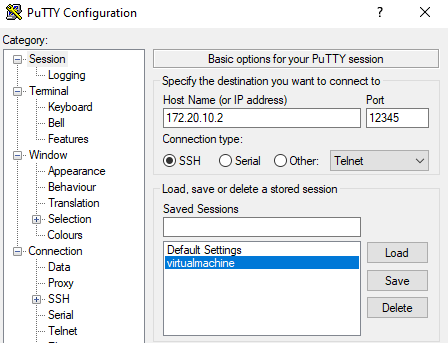 PuTTY Configuration
Category:
Session
Logging
Terminal
Keyboard
Bell
Features
Window
Appearance
Behaviour
Translation
Selection
Colours
Connection
Data
Proxy
SSH
Serial
Telnet
Basic options for your PuTTY session
Specify the destination you want to connect to
Host Name (or IP address) Port
172.20.10.2 12345
Connection type:
SSH Serial Other: Telnet
Load, save or delete a stored session
Saved Sessions
Default Settings
virtualmachine
Load
Save
Delete